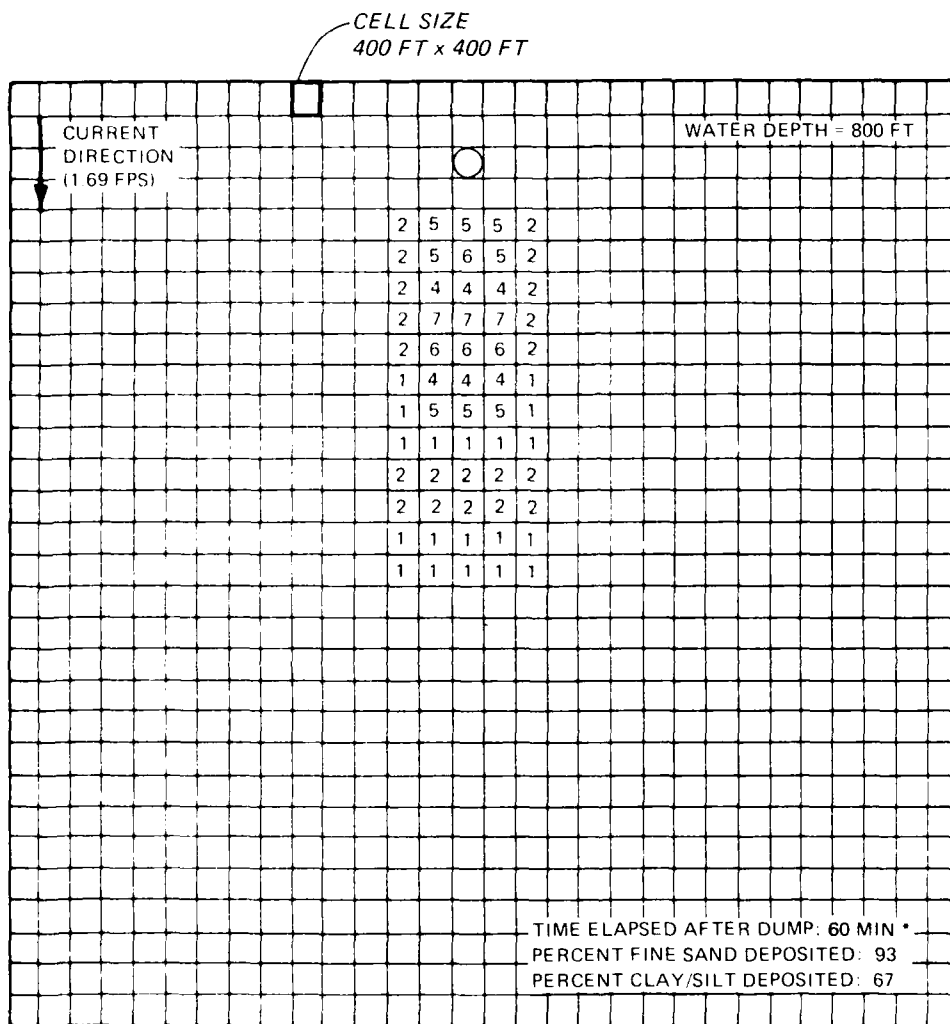 CELL SIZE
400 FT x 400 FT
CURRENT
DIRECTION
(1.69 FPS)
WATER DEPTH = 800 FT
2 5 5 5 2
2 5 6 5 2
2 4 4 4 2
2 7 7 7 2
2 6 6 6 2
1 4 4 4 1
1 5 5 5 1
1 1 1 1 1
2 2 2 2 2
2 2 2 2 2
1 1 1 1 1
1 1 1 1 1
TIME ELAPSED AFTER DUMP: 60 MIN *
PERCENT FINE SAND DEPOSITED: 93
PERCENT CLAY/SILT DEPOSITED: 67